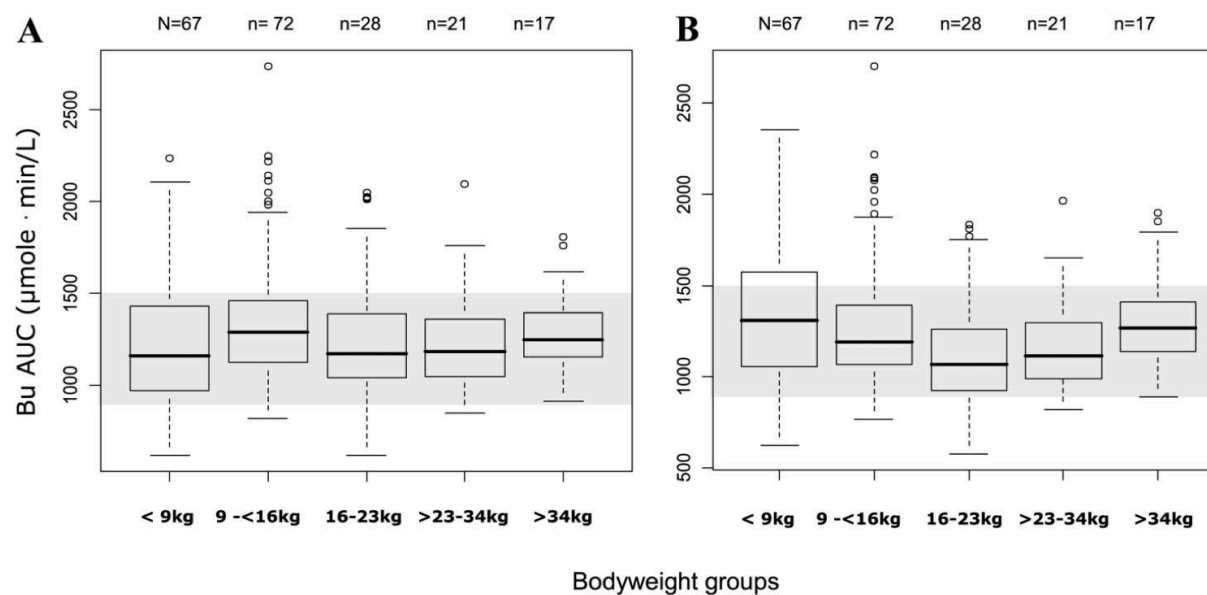 A
N=67 n= 72 n=28 n=21 n=17
B
N=67 n= 72 n=28 n=21 n=17
Bu AUC (µmole · min/L)
2500
2000
1500
1000
2500
2000
1500
1000
500
< 9kg 9 -<16kg 16-23kg >23-34kg >34kg
< 9kg 9 -<16kg 16-23kg >23-34kg >34kg
Bodyweight groups